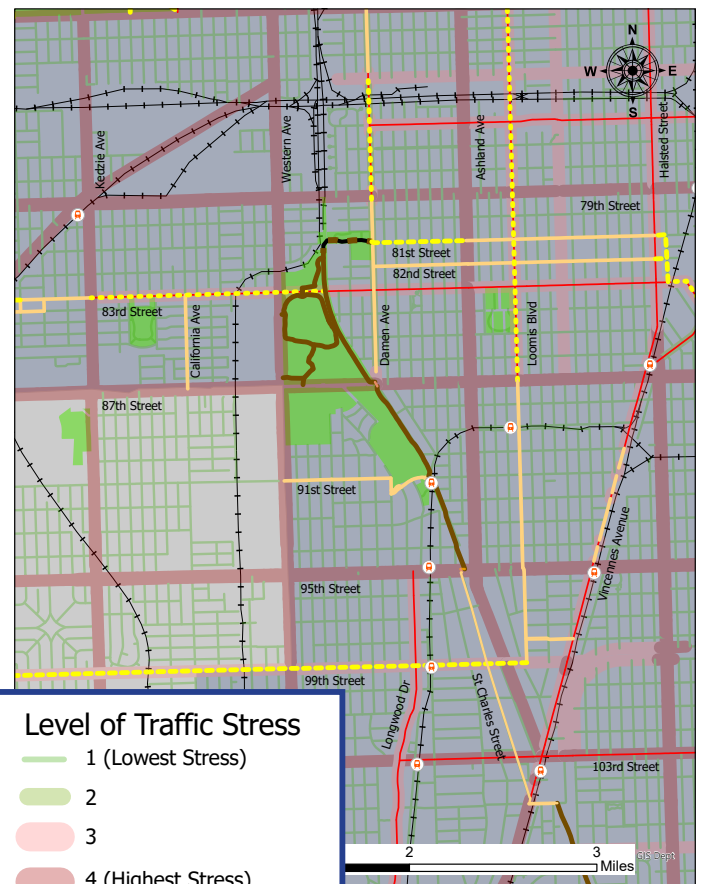 N
W E
S
Kedzie Ave
Western Ave
Ashland Ave
Halsted Street
79th Street
81st Street
82nd Street
83rd Street
California Ave
Damen Ave
Loomis Blvd
87th Street
91st Street
Vincennes Avenue
95th Street
99th Street
Longwood Dr
St Charles Street
103rd Street
Level of Traffic Stress
1 (Lowest Stress)
2
3
4 (Highest Stress)
2 3
Miles
GIS Dept